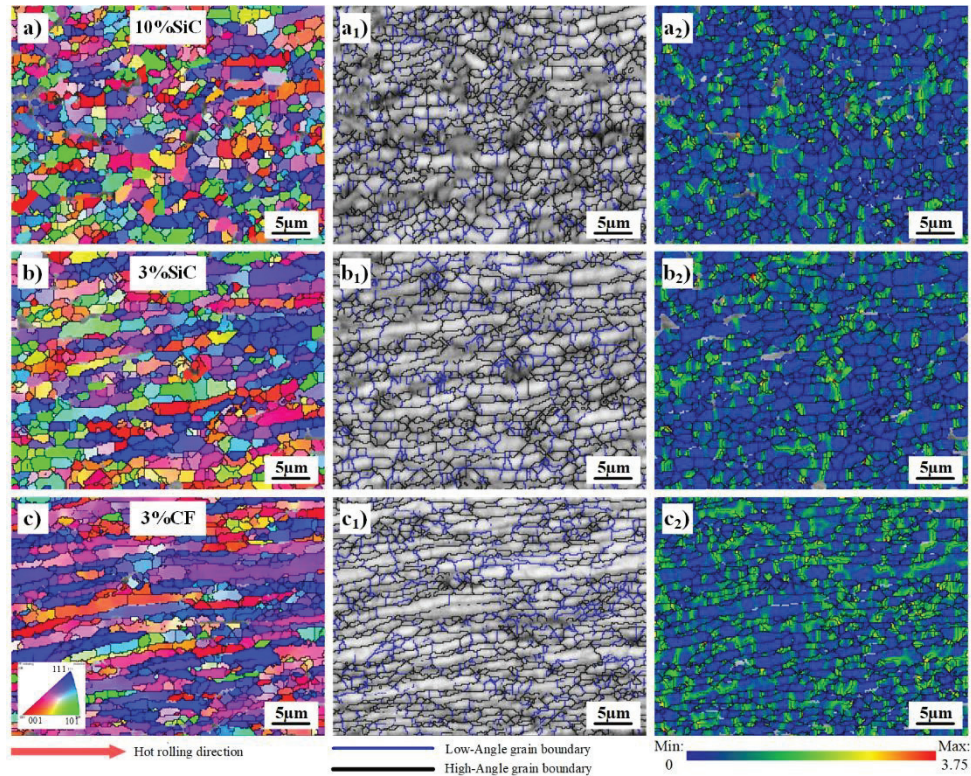 a) 10%SiC a₁) a₂)
5μm 5μm 5μm
b) 3%SiC b₁) b₂)
5μm 5μm 5μm
c) 3%CF c₁) c₂)
111
001 101
5μm 5μm 5μm
Hot rolling direction
Low-Angle grain boundary
High-Angle grain boundary
Min: Max:
0 3.75